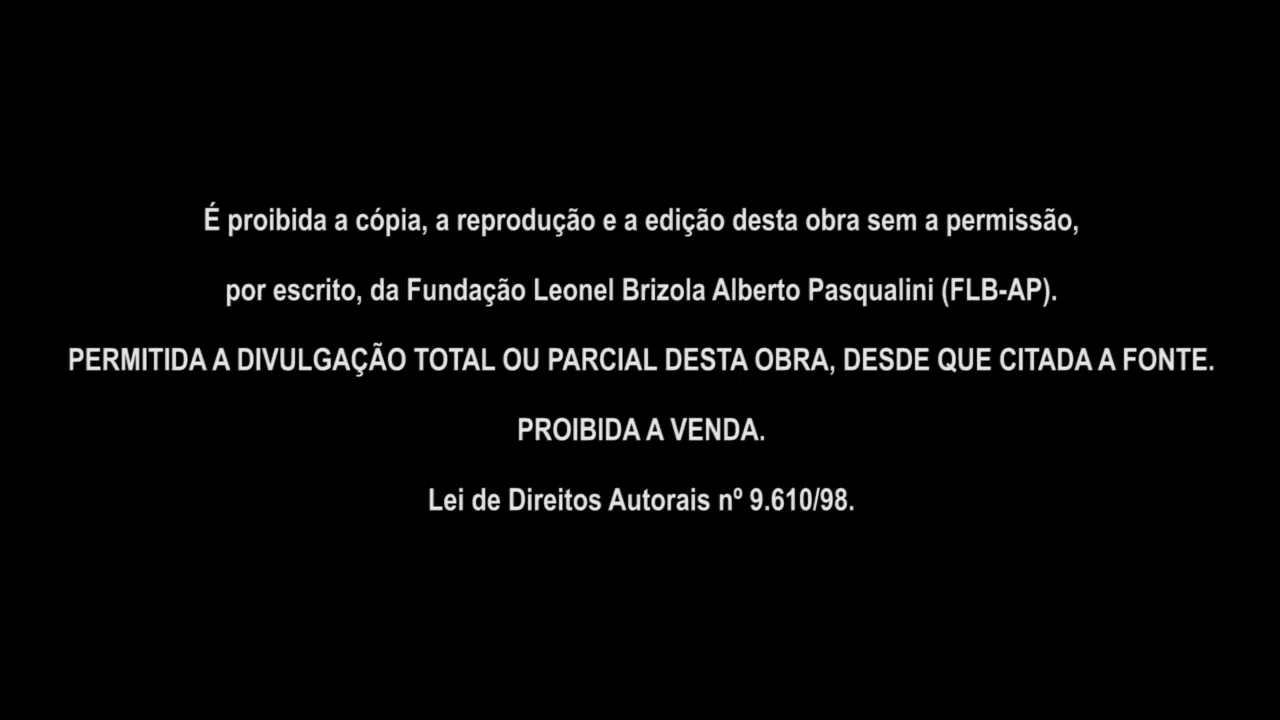 É proibida a cópia, a reprodução e a edição desta obra sem a permissão,
por escrito, da Fundação Leonel Brizola Alberto Pasqualini (FLB-AP).
PERMITIDA A DIVULGAÇÃO TOTAL OU PARCIAL DESTA OBRA, DESDE QUE CITADA A FONTE.
PROIBIDA A VENDA.
Lei de Direitos Autorais nº 9.610/98.